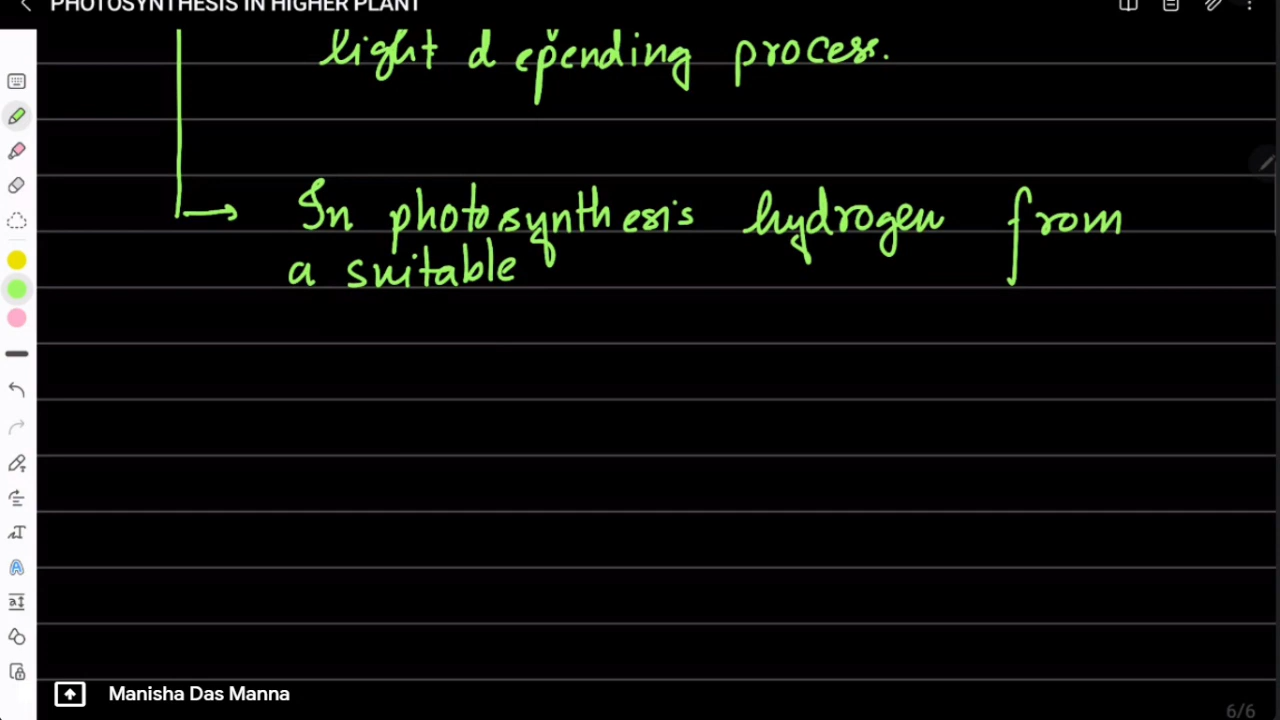 PHOTOSYNTHESIS IN HIGHER PLANT
light depending process.
In photosynthesis hydrogen from
a suitable
Manisha Das Manna
6/6